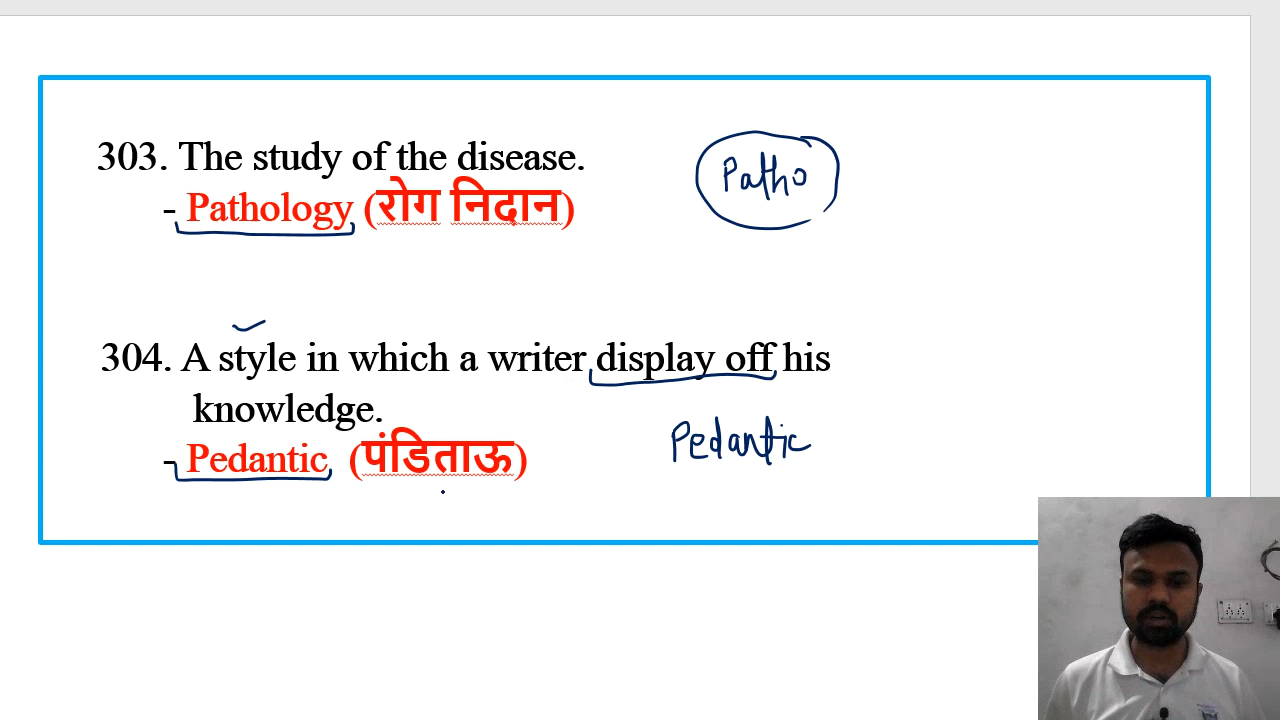 303. The study of the disease.
- Pathology (रोग निदान)
Patho
304. A style in which a writer display off his
knowledge.
- Pedantic (पंडिताऊ)
Pedantic